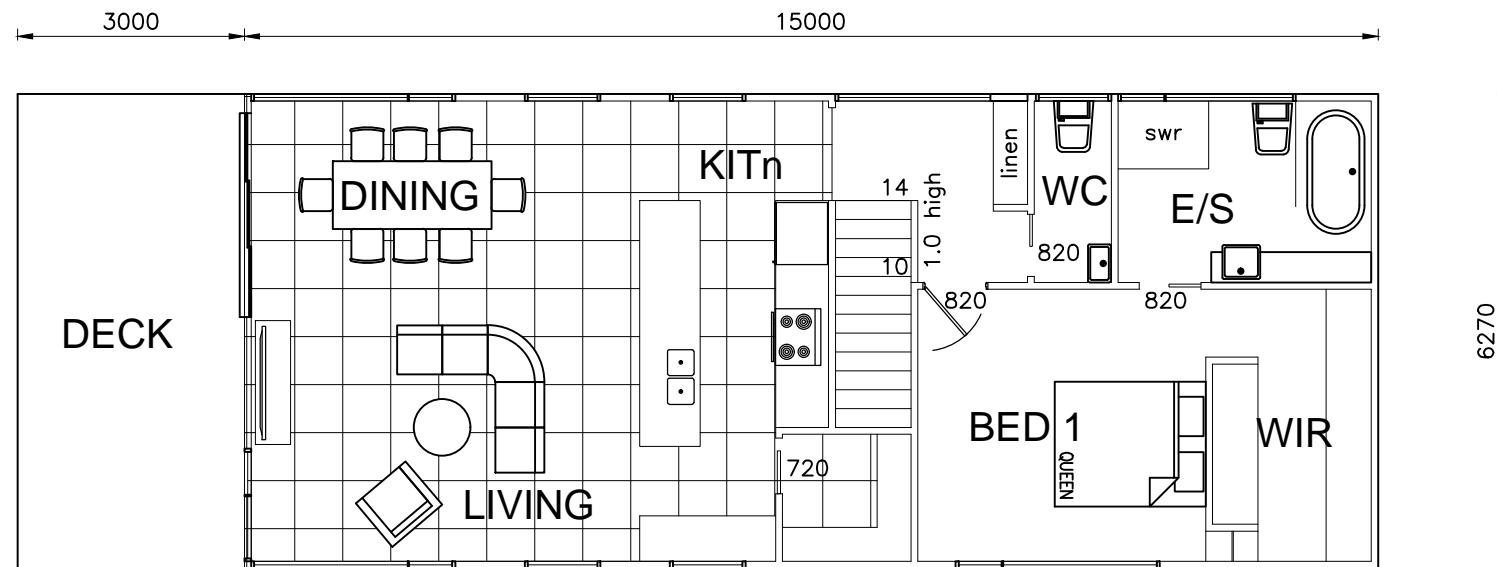 3000
15000
DINING
KITn
swr
linen
WC
14
1.0 high
E/S
820
10
820
820
DECK
6270
BED 1
WIR
QUEEN
720
LIVING